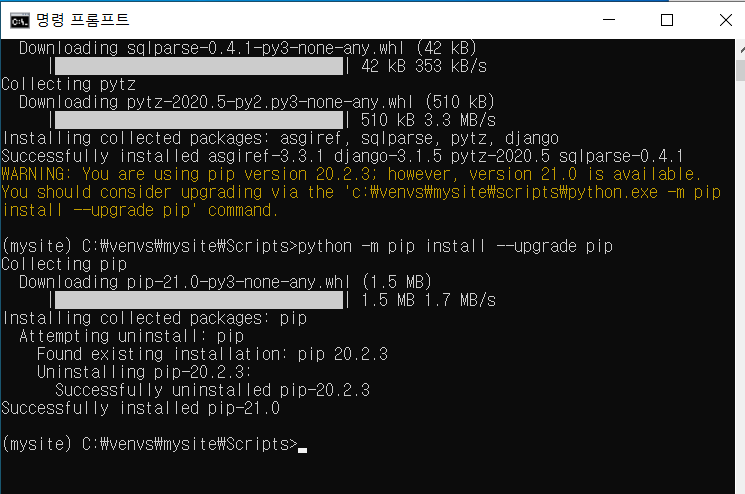 명령 프롬프트
Downloading sqlparse-0.4.1-py3-none-any.whl (42 kB)
| | 42 kB 353 kB/s
Collecting pytz
Downloading pytz-2020.5-py2.py3-none-any.whl (510 kB)
| | 510 kB 3.3 MB/s
Installing collected packages: asgiref, sqlparse, pytz, django
Successfully installed asgiref-3.3.1 django-3.1.5 pytz-2020.5 sqlparse-0.4.1
WARNING: You are using pip version 20.2.3; however, version 21.0 is available.
You should consider upgrading via the 'c:₩venvs₩mysite₩scripts₩python.exe -m pip
install --upgrade pip' command.
(mysite) C:₩venvs₩mysite₩Scripts>python -m pip install --upgrade pip
Collecting pip
Downloading pip-21.0-py3-none-any.whl (1.5 MB)
| | 1.5 MB 1.7 MB/s
Installing collected packages: pip
Attempting uninstall: pip
Found existing installation: pip 20.2.3
Uninstalling pip-20.2.3:
Successfully uninstalled pip-20.2.3
Successfully installed pip-21.0
(mysite) C:₩venvs₩mysite₩Scripts>